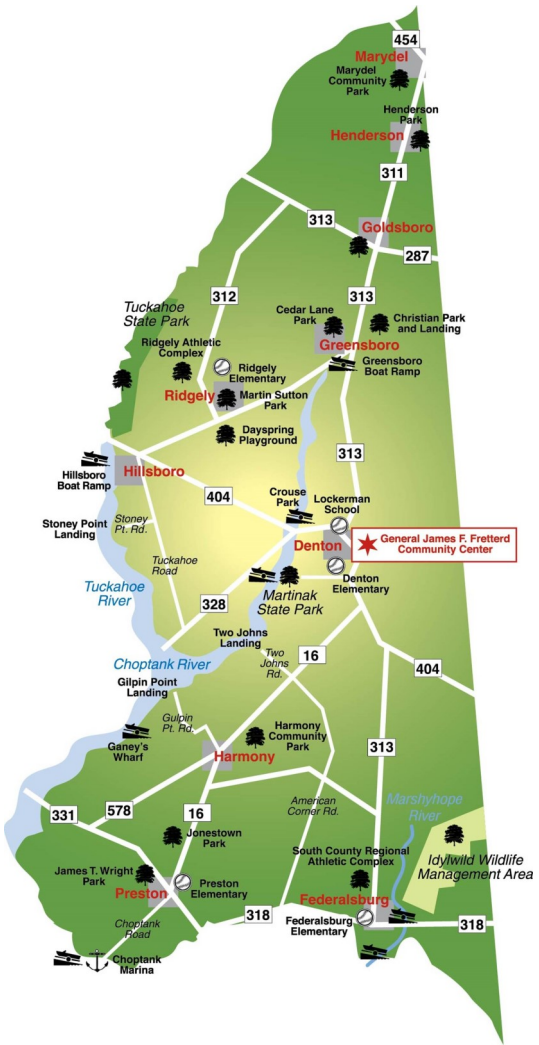 454
Marydel
Marydel
Community
Park
Henderson
Park
Henderson
311
313
Goldsboro
287
312
313
Tuckahoe
State Park
Cedar Lane
Park
Christian Park
and Landing
Greensboro
Ridgely Athletic
Complex
Ridgely
Elementary
Greensboro
Boat Ramp
Ridgely
Martin Sutton
Park
Dayspring
Playground
313
Hillsboro
Hillsboro
Boat Ramp
404
Crouse
Park
Lockerman
School
Stoney Point
Landing
Stoney
Pt. Rd.
Denton
General James F. Fretterd
Community Center
Tuckahoe
Road
Denton
Elementary
Tuckahoe
River
328
Martinak
State Park
Two Johns
Landing
16
Two
Johns
Rd.
404
Choptank River
Gilpin Point
Landing
Gulpin
Pt. Rd.
Harmony
Community
Park
313
Ganey's
Wharf
Harmony
331
578
16
American
Corner Rd.
Marshyhope
River
Jonestown
Park
South County Regional
Athletic Complex
Idylwild Wildlife
Management Area
James T. Wright
Park
Preston
Preston
Elementary
Federalsburg
318
Federalsburg
Elementary
318
Choptank
Road
Choptank
Marina